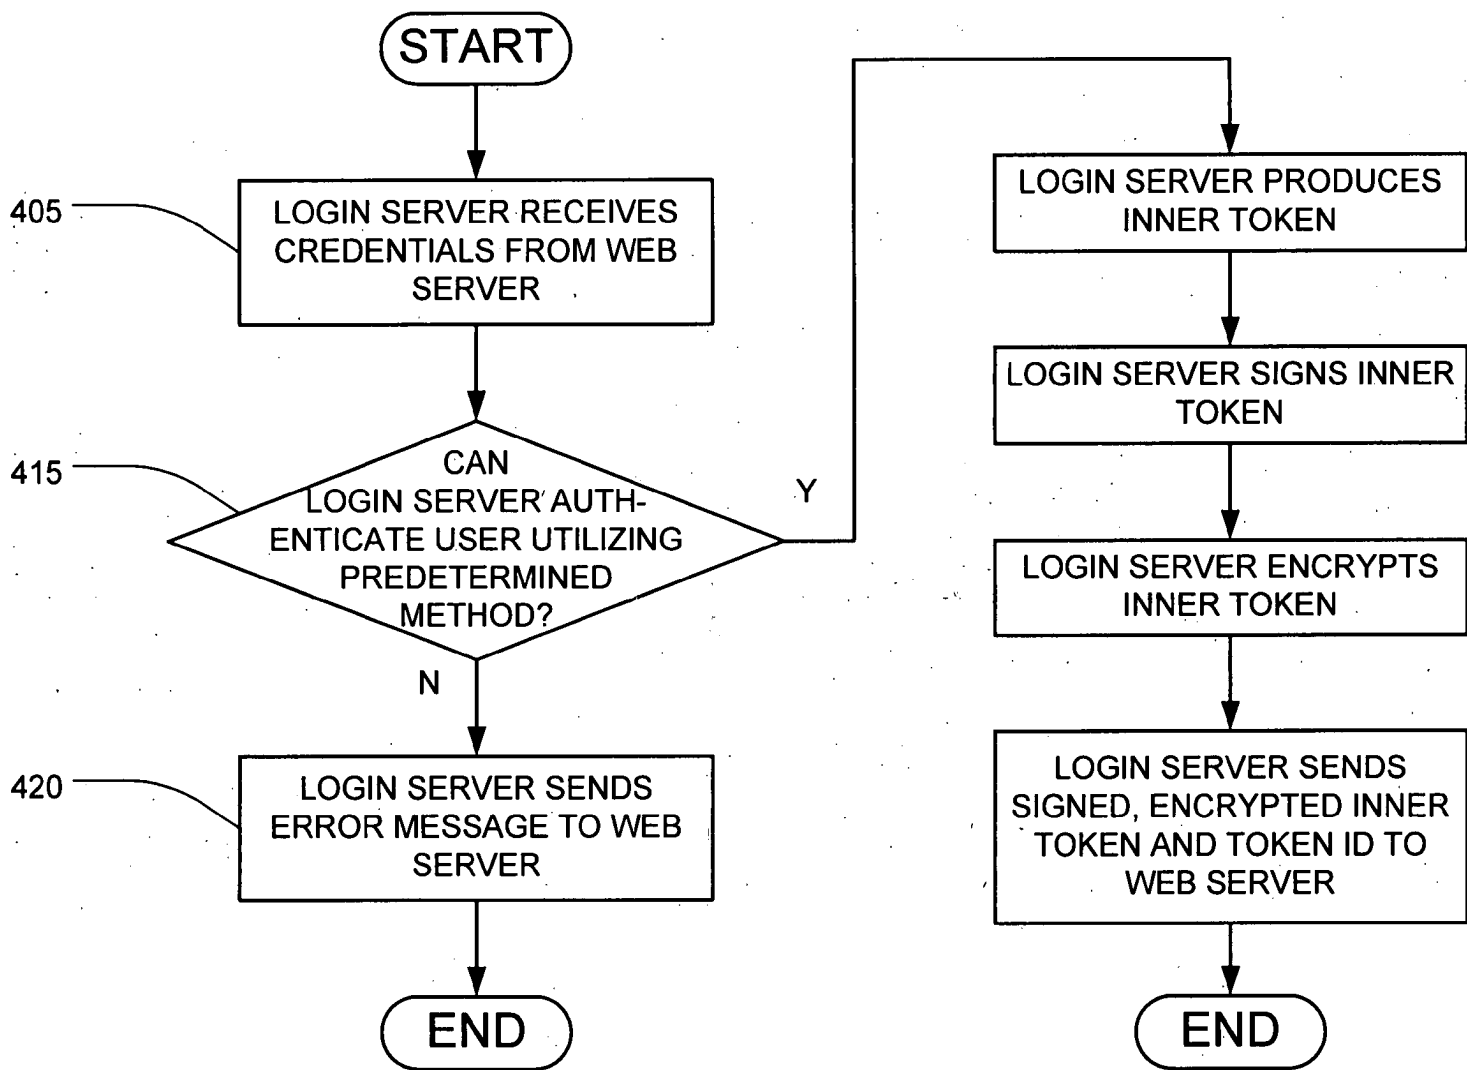 START
405
LOGIN SERVER RECEIVES
CREDENTIALS FROM WEB
SERVER
415
CAN
LOGIN SERVER AUTH-
ENTICATE USER UTILIZING
PREDETERMINED
METHOD?
Y
N
420
LOGIN SERVER SENDS
ERROR MESSAGE TO WEB
SERVER
END
LOGIN SERVER PRODUCES
INNER TOKEN
LOGIN SERVER SIGNS INNER
TOKEN
LOGIN SERVER ENCRYPTS
INNER TOKEN
LOGIN SERVER SENDS
SIGNED, ENCRYPTED INNER
TOKEN AND TOKEN ID TO
WEB SERVER
END